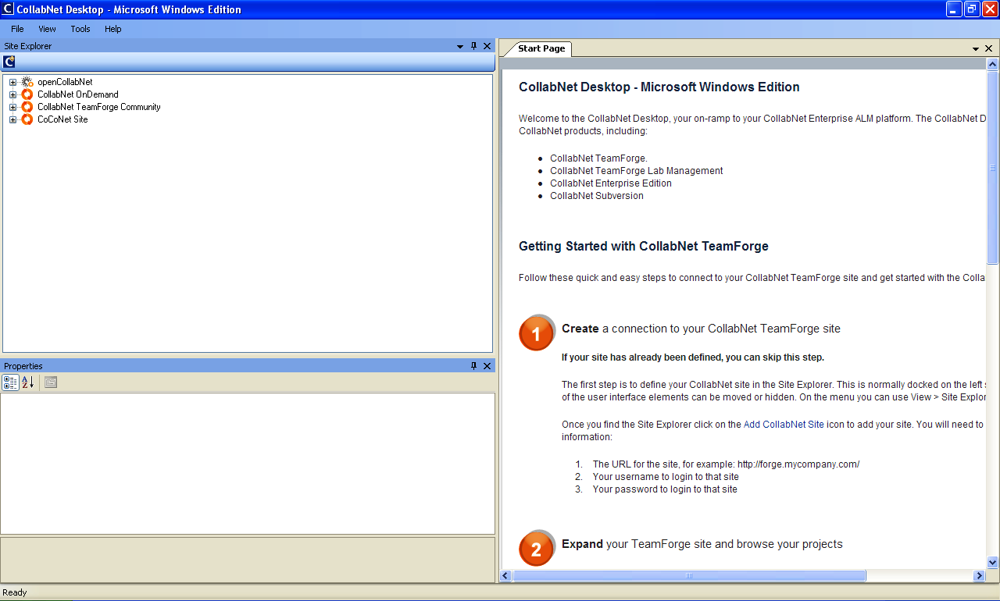 CollabNet Desktop - Microsoft Windows Edition
File View Tools Help
Site Explorer
openCollabNet
CollabNet OnDemand
CollabNet TeamForge Community
CoCoNet Site
Properties
Start Page
CollabNet Desktop - Microsoft Windows Edition
Welcome to the CollabNet Desktop, your on-ramp to your CollabNet Enterprise ALM platform. The CollabNet D
CollabNet products, including:
• CollabNet TeamForge.
• CollabNet TeamForge Lab Management
• CollabNet Enterprise Edition
• CollabNet Subversion
Getting Started with CollabNet TeamForge
Follow these quick and easy steps to connect to your CollabNet TeamForge site and get started with the Colla
1 Create a connection to your CollabNet TeamForge site
If your site has already been defined, you can skip this step.
The first step is to define your CollabNet site in the Site Explorer. This is normally docked on the left s
of the user interface elements can be moved or hidden. On the menu you can use View > Site Explor
Once you find the Site Explorer click on the Add CollabNet Site icon to add your site. You will need to
information:
1. The URL for the site, for example: http://forge.mycompany.com/
2. Your username to login to that site
3. Your password to login to that site
2 Expand your TeamForge site and browse your projects
Ready